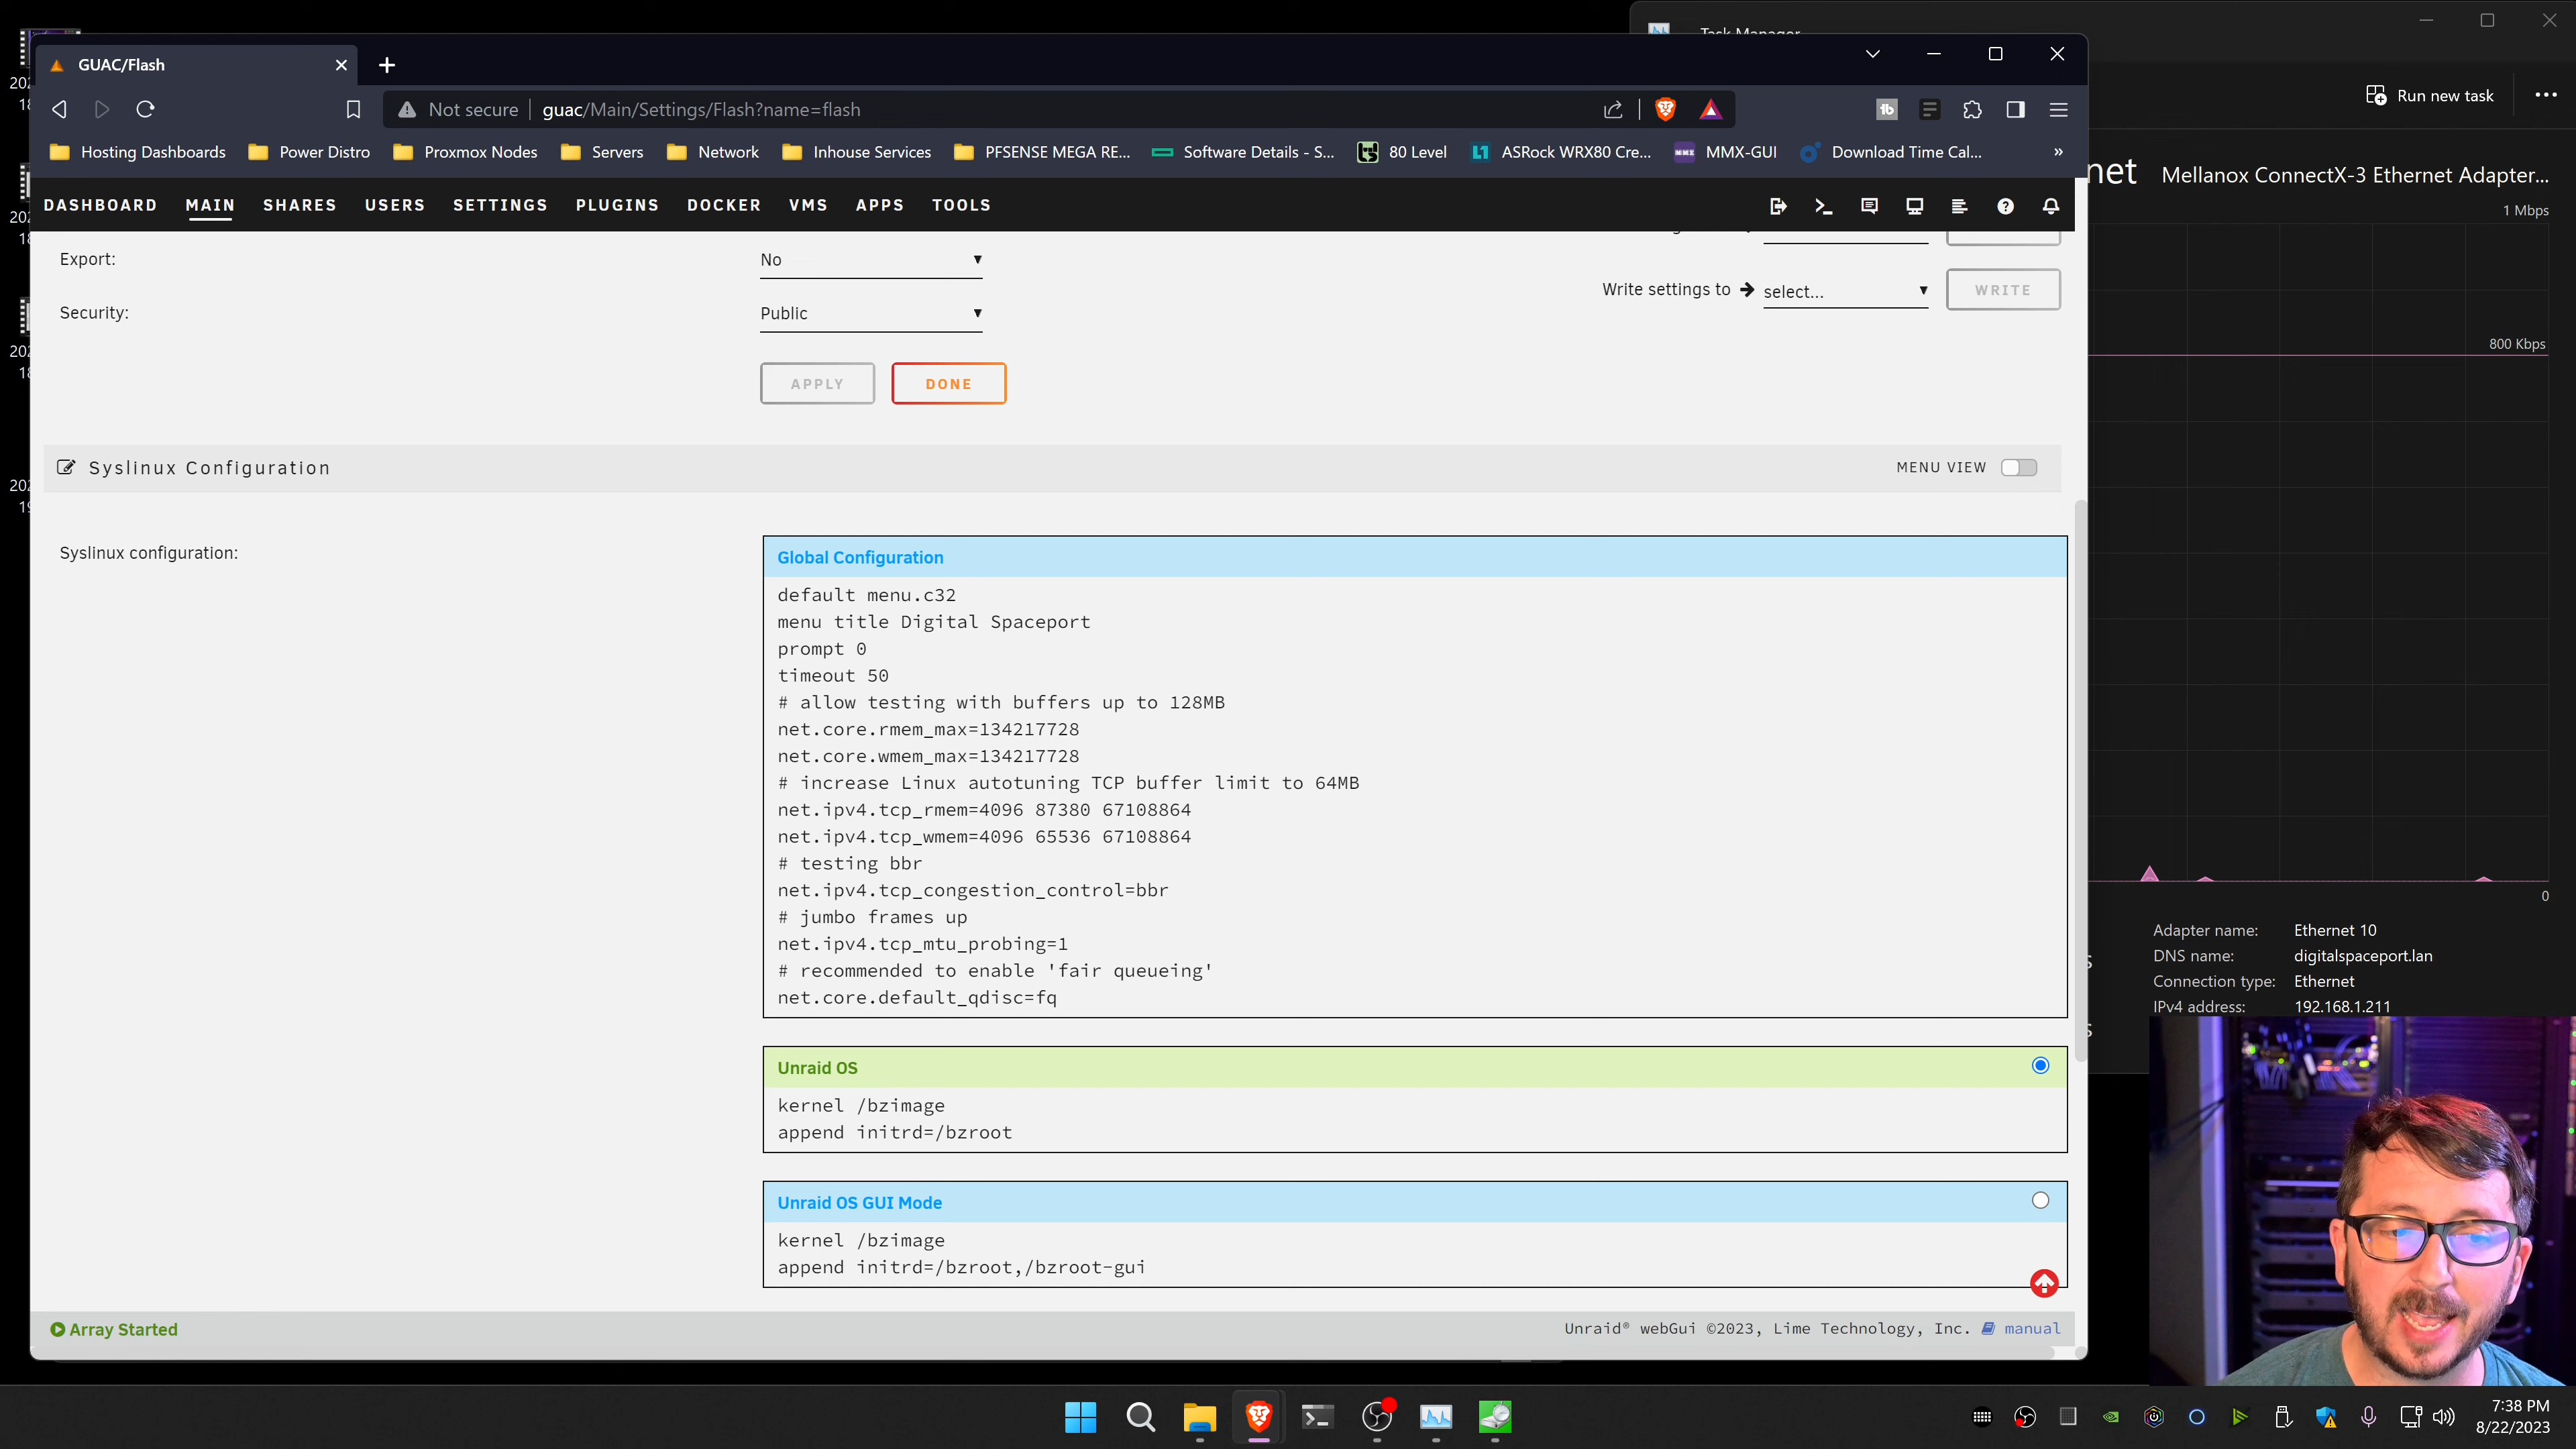 Task Manager
GUAC/Flash
Not secure guac/Main/Settings/Flash?name=flash
Run new task
Hosting Dashboards Power Distro Proxmox Nodes Servers Network Inhouse Services PFSENSE MEGA RE... Software Details - S... 80 Level ASRock WRX80 Cre... MMX-GUI Download Time Cal... »
net Mellanox ConnectX-3 Ethernet Adapter...
1 Mbps
DASHBOARD MAIN SHARES USERS SETTINGS PLUGINS DOCKER VMS APPS TOOLS
Export: No
Write settings to select... WRITE
Security: Public
800 Kbps
APPLY DONE
Syslinux Configuration MENU VIEW
Syslinux configuration:
Global Configuration
default menu.c32
menu title Digital Spaceport
prompt 0
timeout 50
# allow testing with buffers up to 128MB
net.core.rmem_max=134217728
net.core.wmem_max=134217728
# increase Linux autotuning TCP buffer limit to 64MB
net.ipv4.tcp_rmem=4096 87380 67108864
net.ipv4.tcp_wmem=4096 65536 67108864
# testing bbr
net.ipv4.tcp_congestion_control=bbr
# jumbo frames up
net.ipv4.tcp_mtu_probing=1
# recommended to enable 'fair queueing'
net.core.default_qdisc=fq
0
Adapter name: Ethernet 10
DNS name: digitalspaceport.lan
Connection type: Ethernet
IPv4 address: 192.168.1.211
Unraid OS
kernel /bzimage
append initrd=/bzroot
Unraid OS GUI Mode
kernel /bzimage
append initrd=/bzroot,/bzroot-gui
Array Started
Unraid® webGui ©2023, Lime Technology, Inc. manual
7:38 PM
8/22/2023